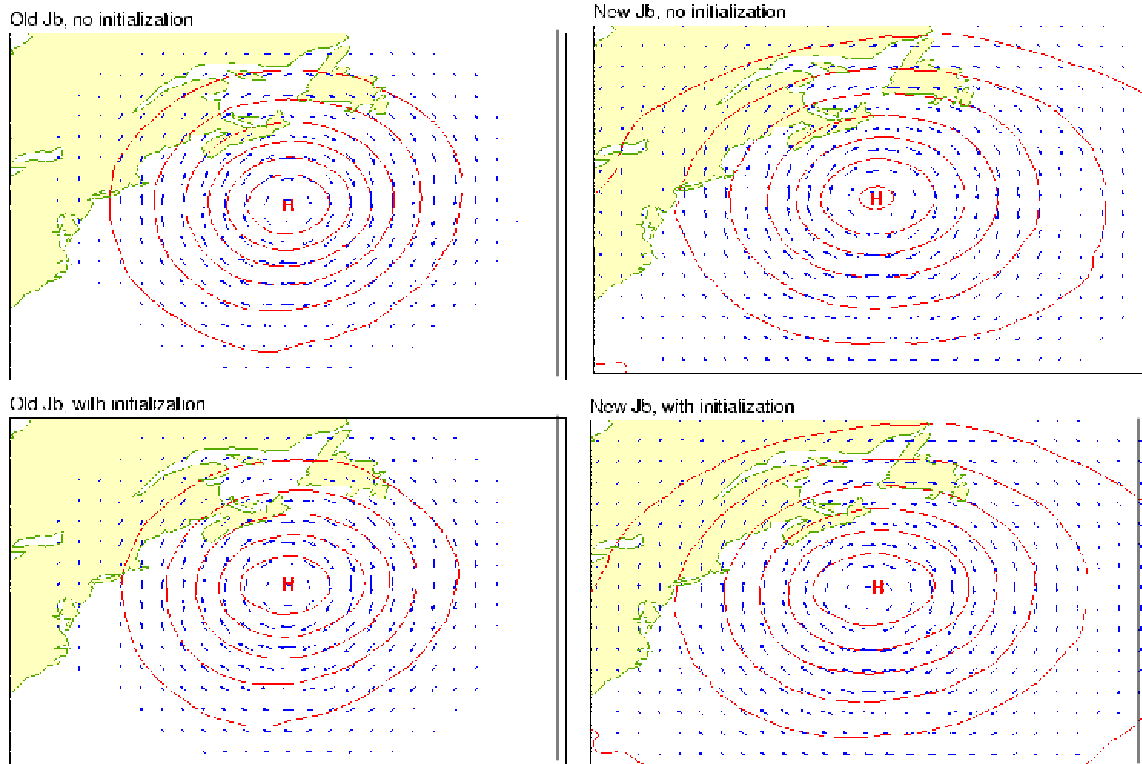 Old Jb, no initialization
New Jb, no initialization
H
H
Old Jb, with initialization
New Jb, with initialization
H
H